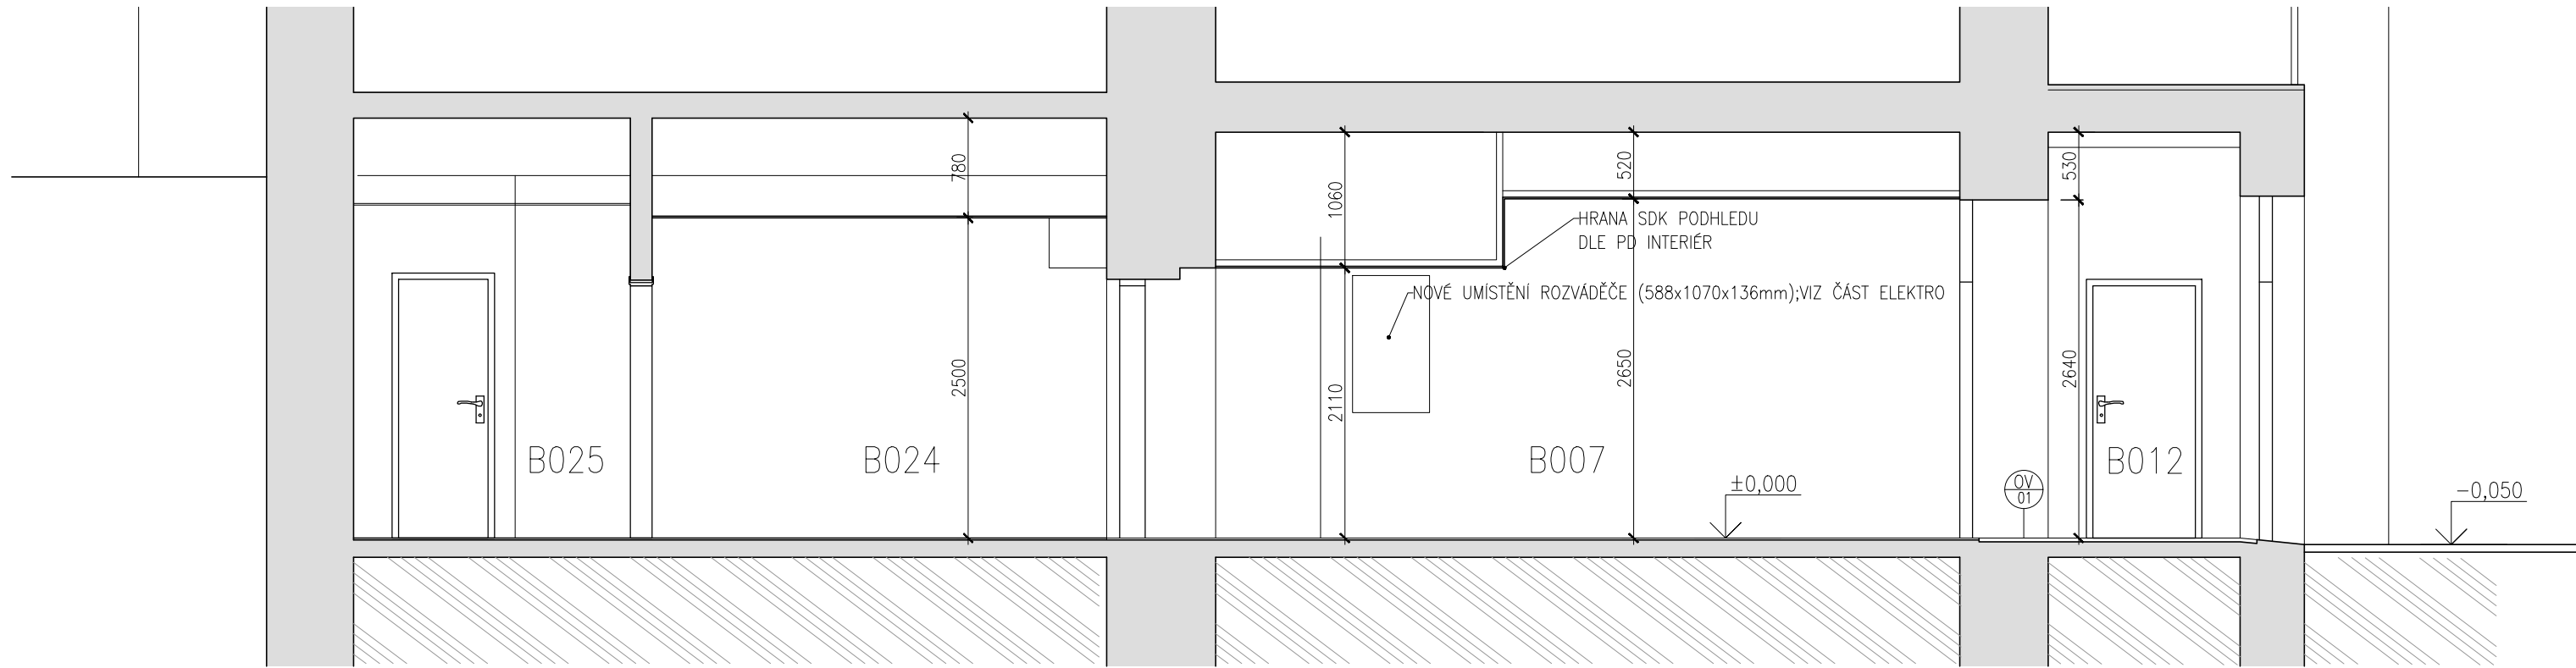 780
1060
520
530
HRANA SDK PODHLEDU
DLE PD INTERIÉR
NOVÉ UMÍSTĚNÍ ROZVÁDĚČE (588x1070x136mm);VIZ ČÁST ELEKTRO
2500
2110
2650
2640
B025
B024
B007
B012
±0,000
OV
01
-0,050